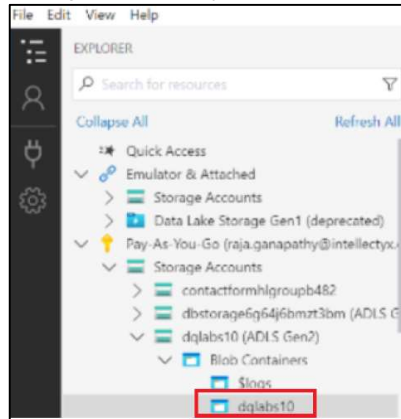 File Edit View Help
EXPLORER
Search for resources
Collapse All Refresh All
Quick Access
Emulator & Attached
Storage Accounts
Data Lake Storage Gen1 (deprecated)
Pay-As-You-Go (raja.ganapathy@intellectyx.
Storage Accounts
contactformhlgroupb482
dbstorage6g64j6bmzt3bm (ADLS G
dqlabs10 (ADLS Gen2)
Blob Containers
$logs
dqlabs10